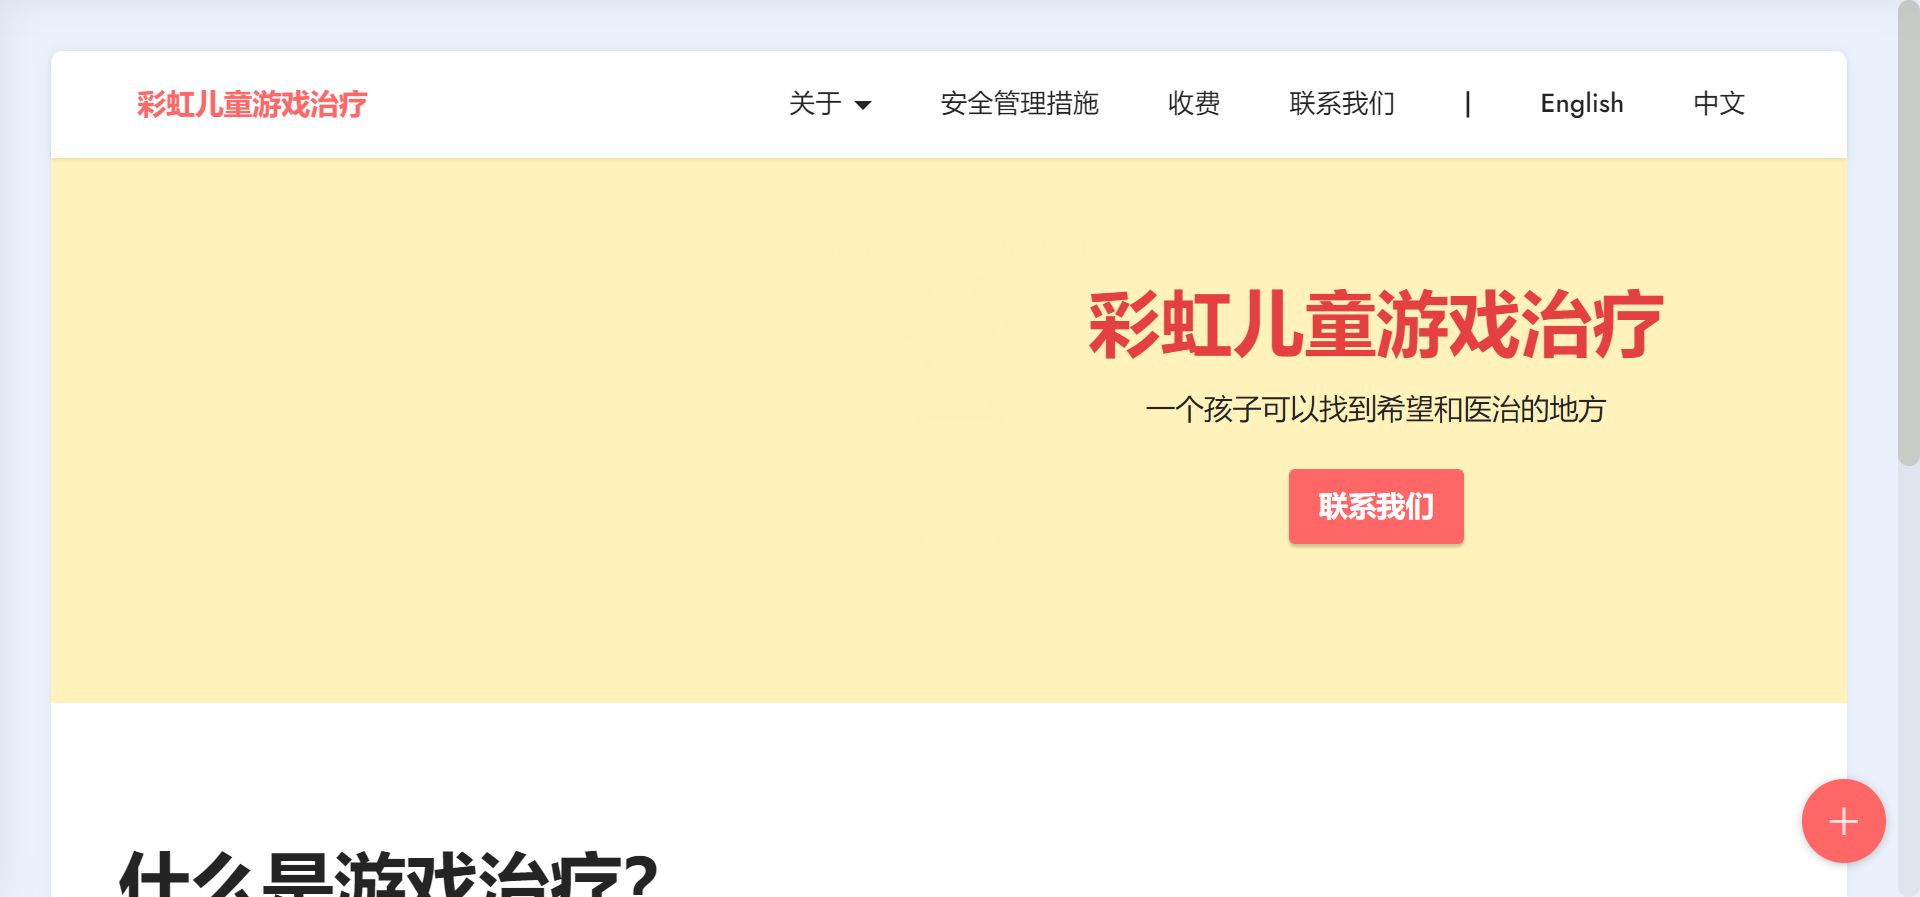 彩虹儿童游戏治疗
关于 安全管理措施 收费 联系我们 | English 中文
彩虹儿童游戏治疗
一个孩子可以找到希望和医治的地方
联系我们
什么是游戏治疗？